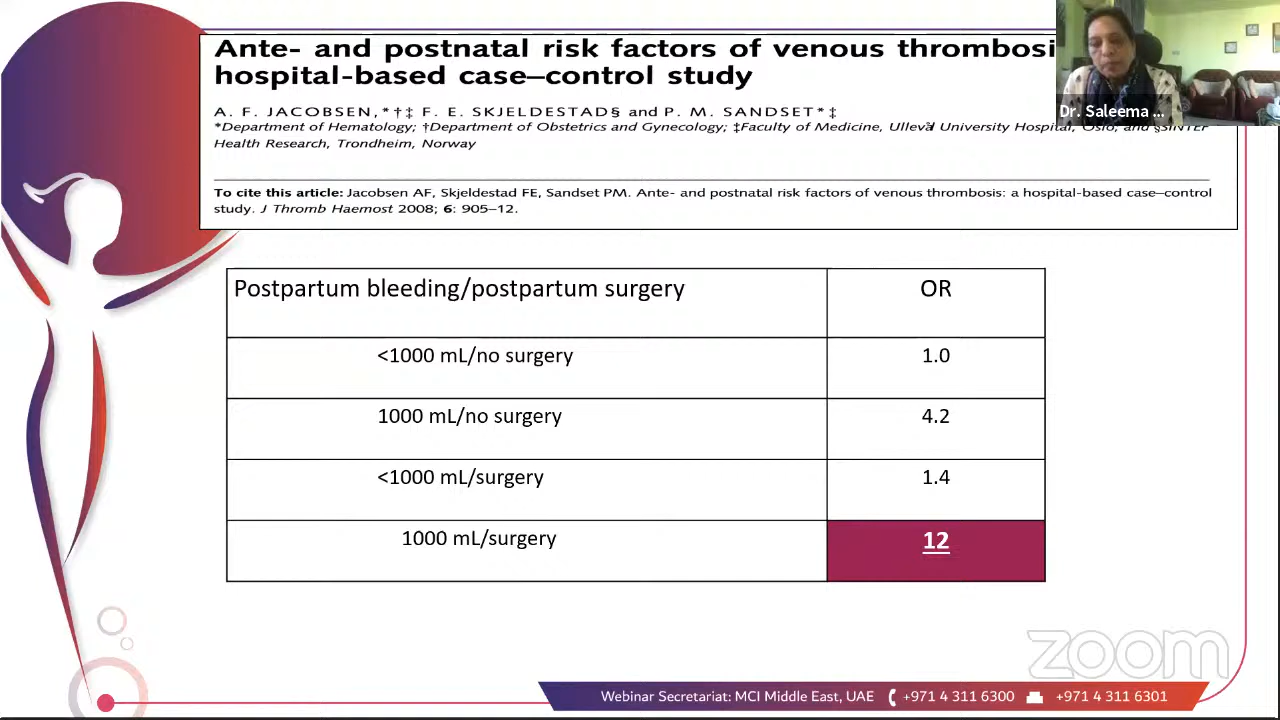 Ante- and postnatal risk factors of venous thrombosi
hospital-based case–control study
A. F. JACOBSEN,*†‡ F. E. SKJELDESTAD§ and P. M. SANDSET*‡
*Department of Hematology; †Department of Obstetrics and Gynecology; ‡Faculty of Medicine, Ullevål University Hospital, Oslo; and §SINTEF
Health Research, Trondheim, Norway
To cite this article: Jacobsen AF, Skjeldestad FE, Sandset PM. Ante- and postnatal risk factors of venous thrombosis: a hospital-based case–control
study. J Thromb Haemost 2008; 6: 905–12.
Dr. Saleema ...
Postpartum bleeding/postpartum surgery OR
<1000 mL/no surgery 1.0
1000 mL/no surgery 4.2
<1000 mL/surgery 1.4
1000 mL/surgery 12
zoom
Webinar Secretariat: MCI Middle East, UAE +971 4 311 6300 +971 4 311 6301